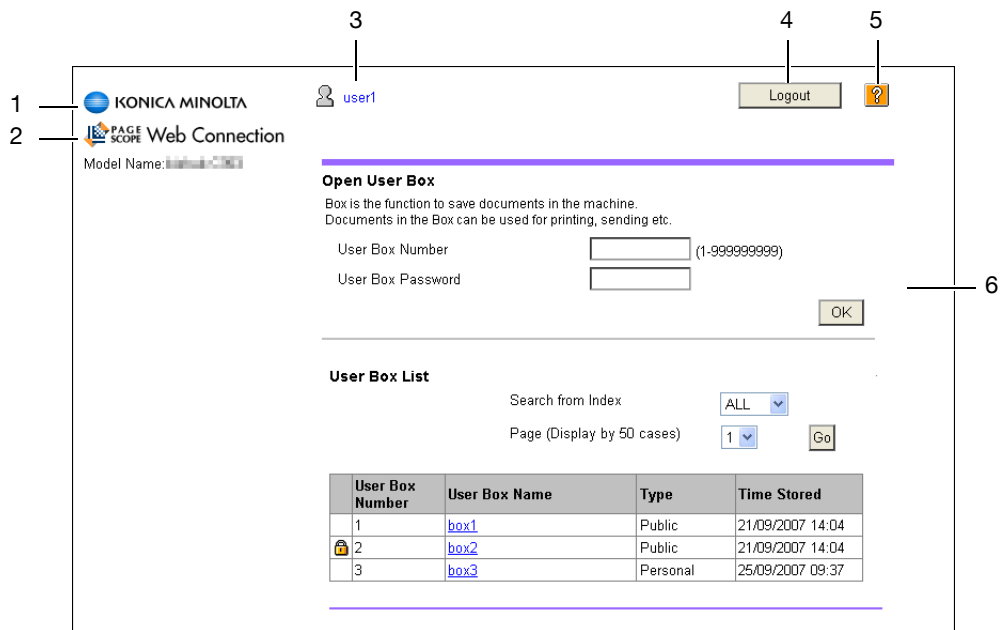 3
4
5
1
KONICA MINOLTA
user1
Logout
?
2
PAGE SCOPE Web Connection
Model Name:
Open User Box
Box is the function to save documents in the machine.
Documents in the Box can be used for printing, sending etc.
User Box Number (1-999999999)
User Box Password
6
OK
User Box List
Search from Index ALL
Page (Display by 50 cases) 1 Go
User Box Number User Box Name Type Time Stored
1 box1 Public 21/09/2007 14:04
2 box2 Public 21/09/2007 14:04
3 box3 Personal 25/09/2007 09:37